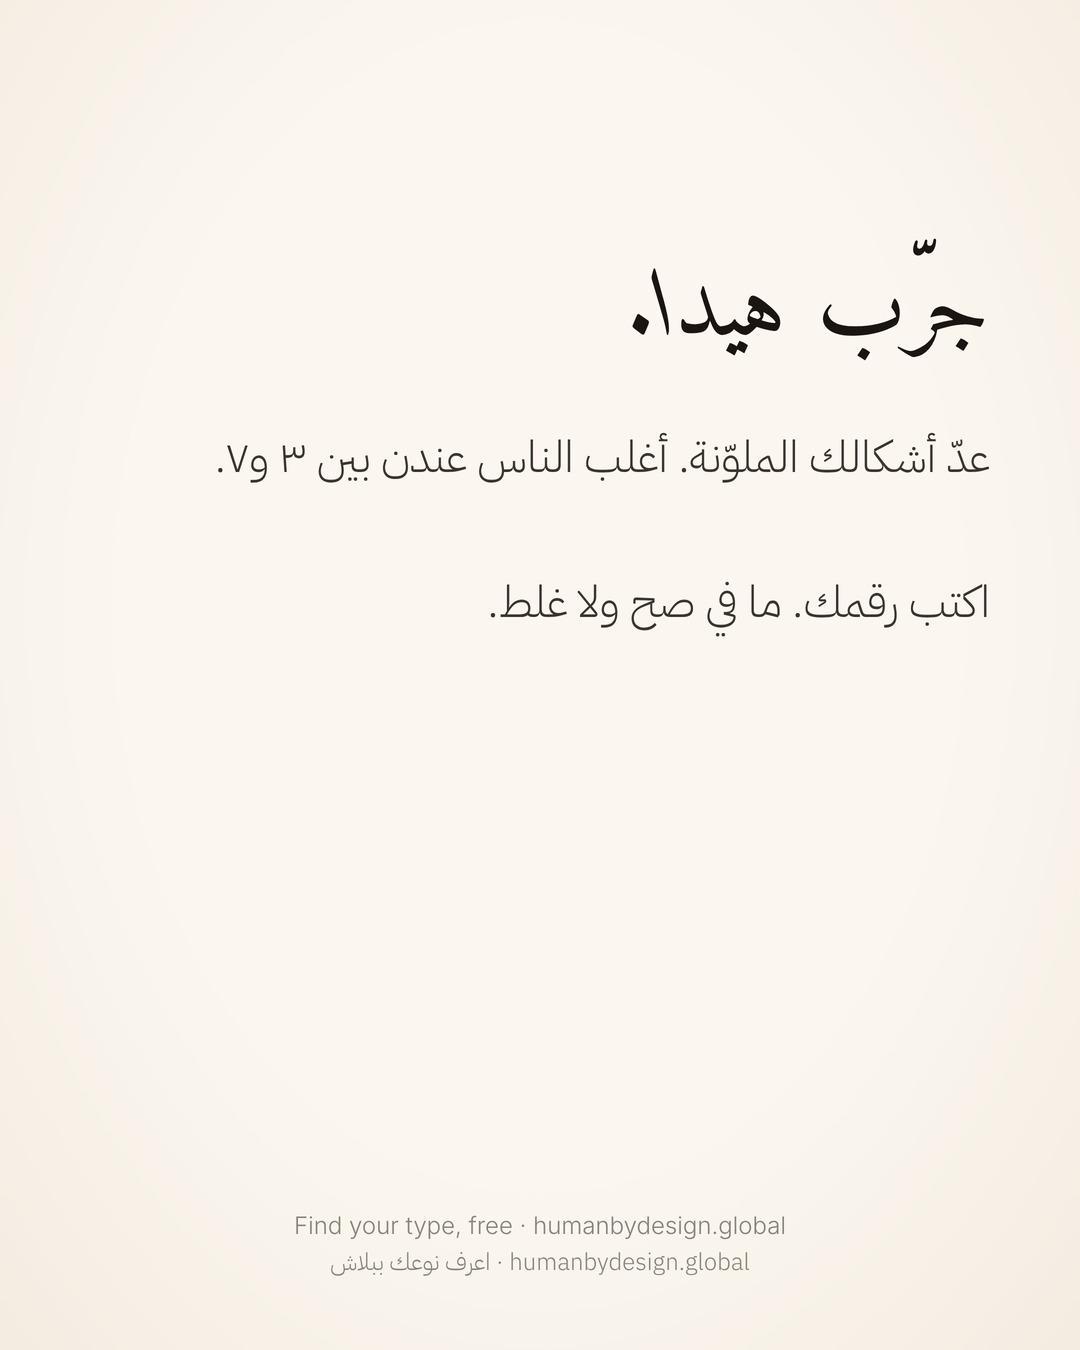 جرّب هيدا.
عدّ أشكالك الملوّنة. أغلب الناس عندن بين ٣ و٧.
اكتب رقمك. ما في صح ولا غلط.
Find your type, free · humanbydesign.global
اعرف نوعك ببلاش · humanbydesign.global